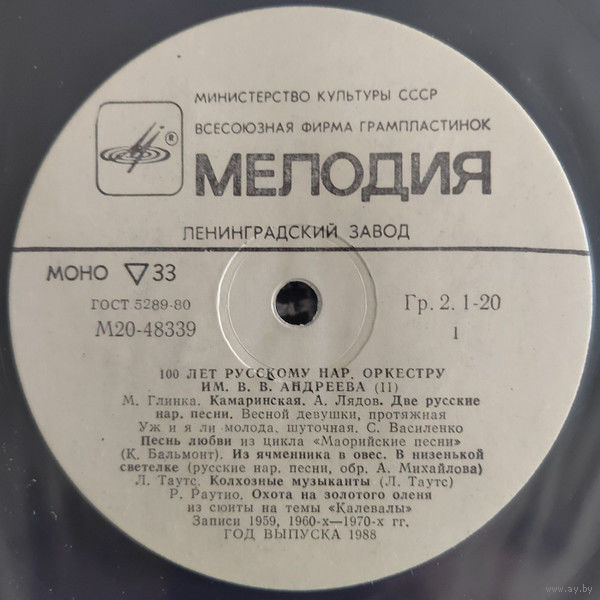 МИНИСТЕРСТВО КУЛЬТУРЫ СССР
ВСЕСОЮЗНАЯ ФИРМА ГРАМПЛАСТИНОК
®
МЕЛОДИЯ
ЛЕНИНГРАДСКИЙ ЗАВОД
МОНО ▽ 33
ГОСТ 5289-80
Гр. 2. 1-20
М20-48339
1
100 ЛЕТ РУССКОМУ НАР. ОРКЕСТРУ
ИМ. В. В. АНДРЕЕВА (II)
М. Глинка. Камаринская. А. Лядов. Две русские
нар. песни. Весной девушки, протяжная
Уж и я ли молода, шуточная. С. Василенко
Песнь любви из цикла «Маорийские песни»
(К. Бальмонт). Из ячменника в овес. В низенькой
светелке (русские нар. песни, обр. А. Михайлова)
Л. Таутс. Колхозные музыканты (Л. Таутс)
Р. Раутио. Охота на золотого оленя
из сюиты на темы «Калевалы»
Записи 1959, 1960-х—1970-х гг.
ГОД ВЫПУСКА 1988
www.ay.by